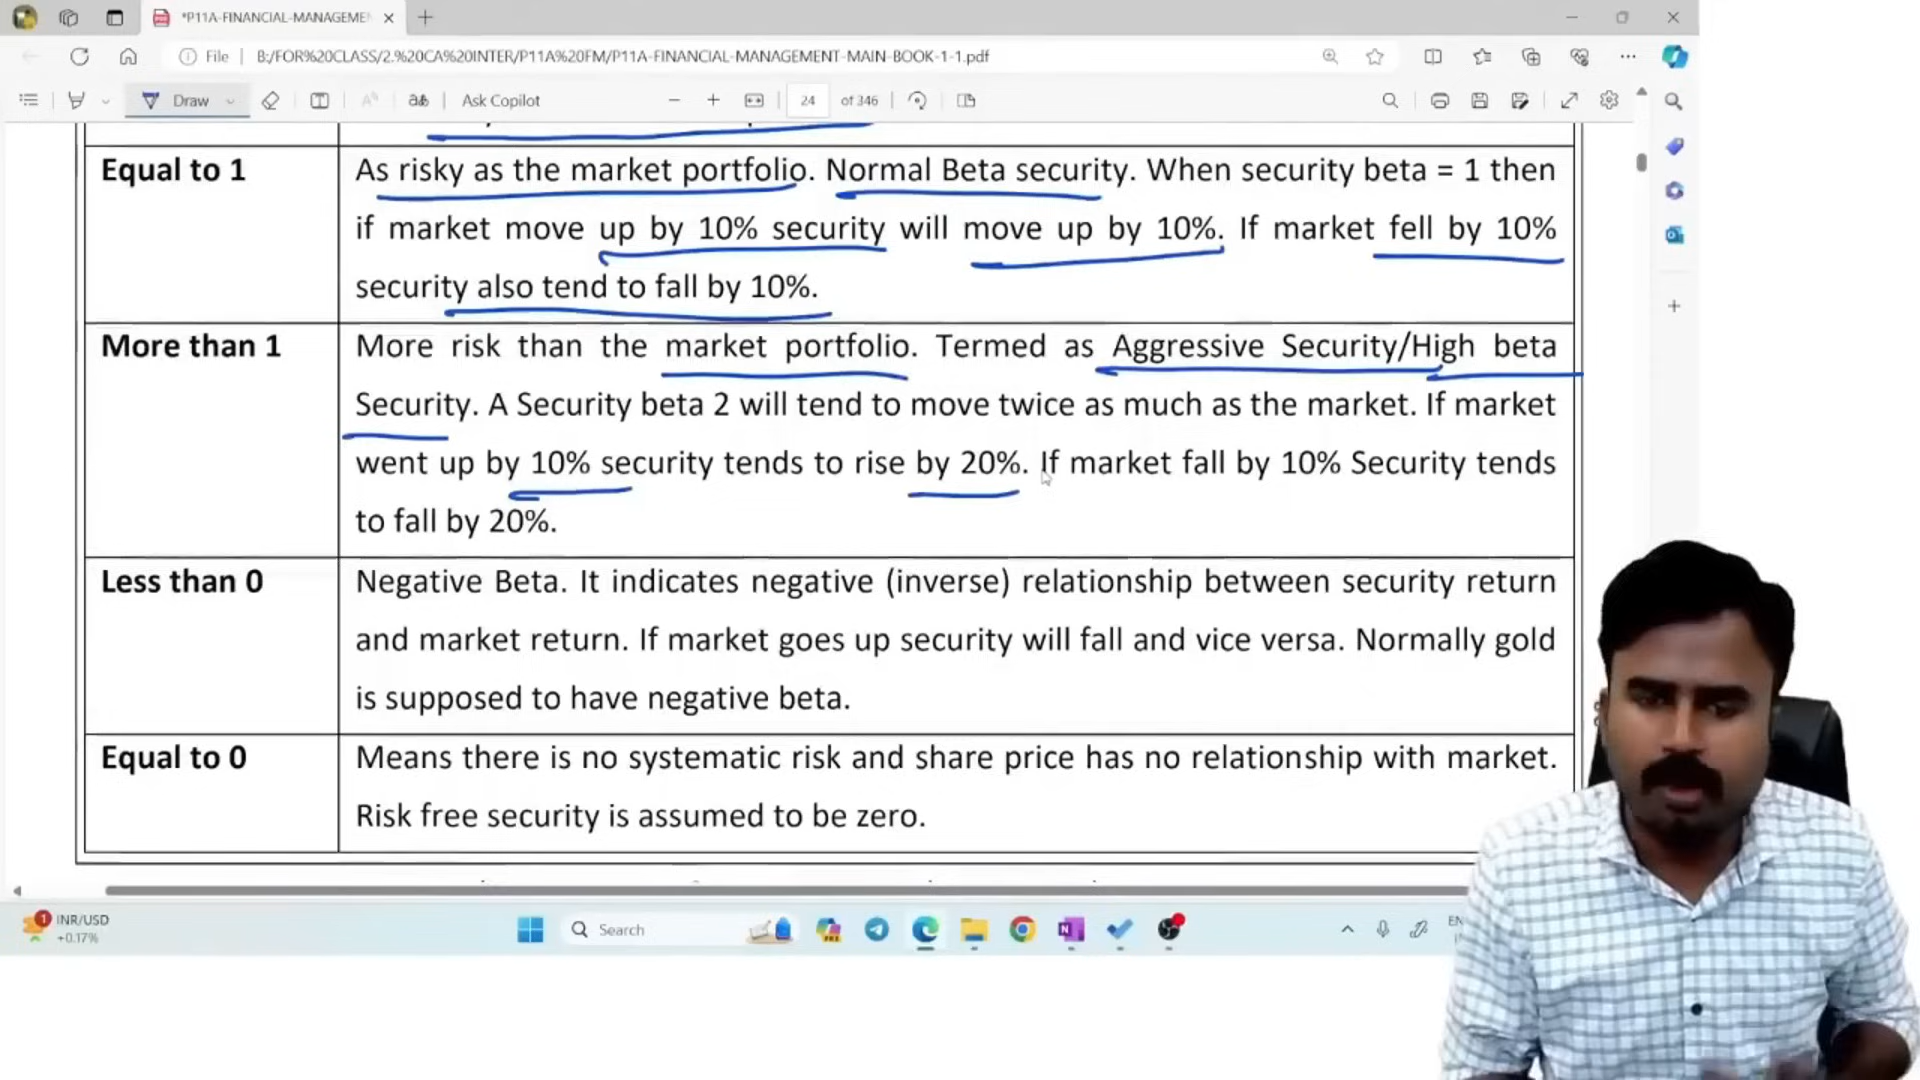 *P11A-FINANCIAL-MANAGEME
File
B:/FOR%20CLASS/2.%20CA%20INTER/P11A%20FM/P11A-FINANCIAL-MANAGEMENT-MAIN-BOOK-1-1.pdf
Draw
Ask Copilot
24
of 346
Equal to 1
As risky as the market portfolio. Normal Beta security. When security beta = 1 then
if market move up by 10% security will move up by 10%. If market fell by 10%
security also tend to fall by 10%.
More than 1
More risk than the market portfolio. Termed as Aggressive Security/High beta
Security. A Security beta 2 will tend to move twice as much as the market. If market
went up by 10% security tends to rise by 20%. If market fall by 10% Security tends
to fall by 20%.
Less than 0
Negative Beta. It indicates negative (inverse) relationship between security return
and market return. If market goes up security will fall and vice versa. Normally gold
is supposed to have negative beta.
Equal to 0
Means there is no systematic risk and share price has no relationship with market.
Risk free security is assumed to be zero.
1
INR/USD
+0.17%
Search
PRE